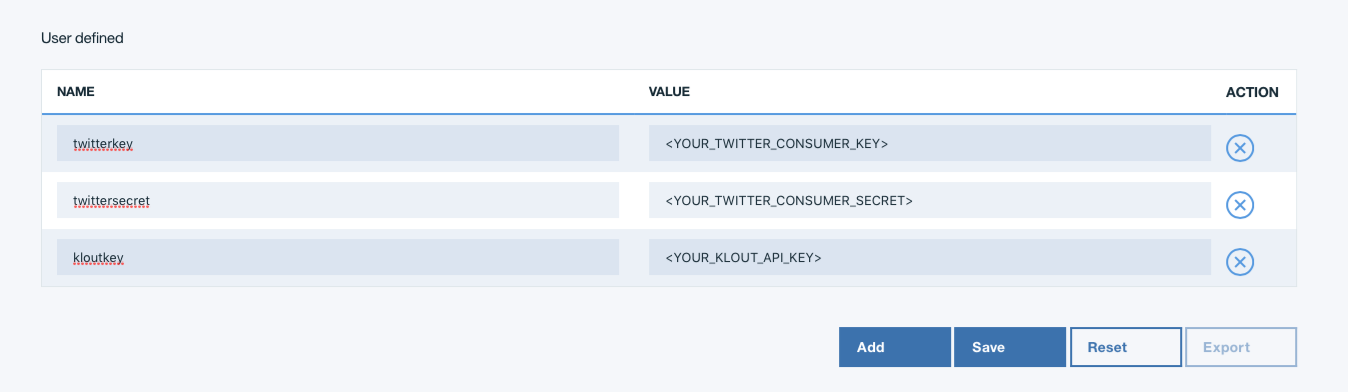 User defined
NAME VALUE ACTION
twitterkey <YOUR_TWITTER_CONSUMER_KEY>
twittersecret <YOUR_TWITTER_CONSUMER_SECRET>
kloutkey <YOUR_KLOUT_API_KEY>
Add Save Reset Export